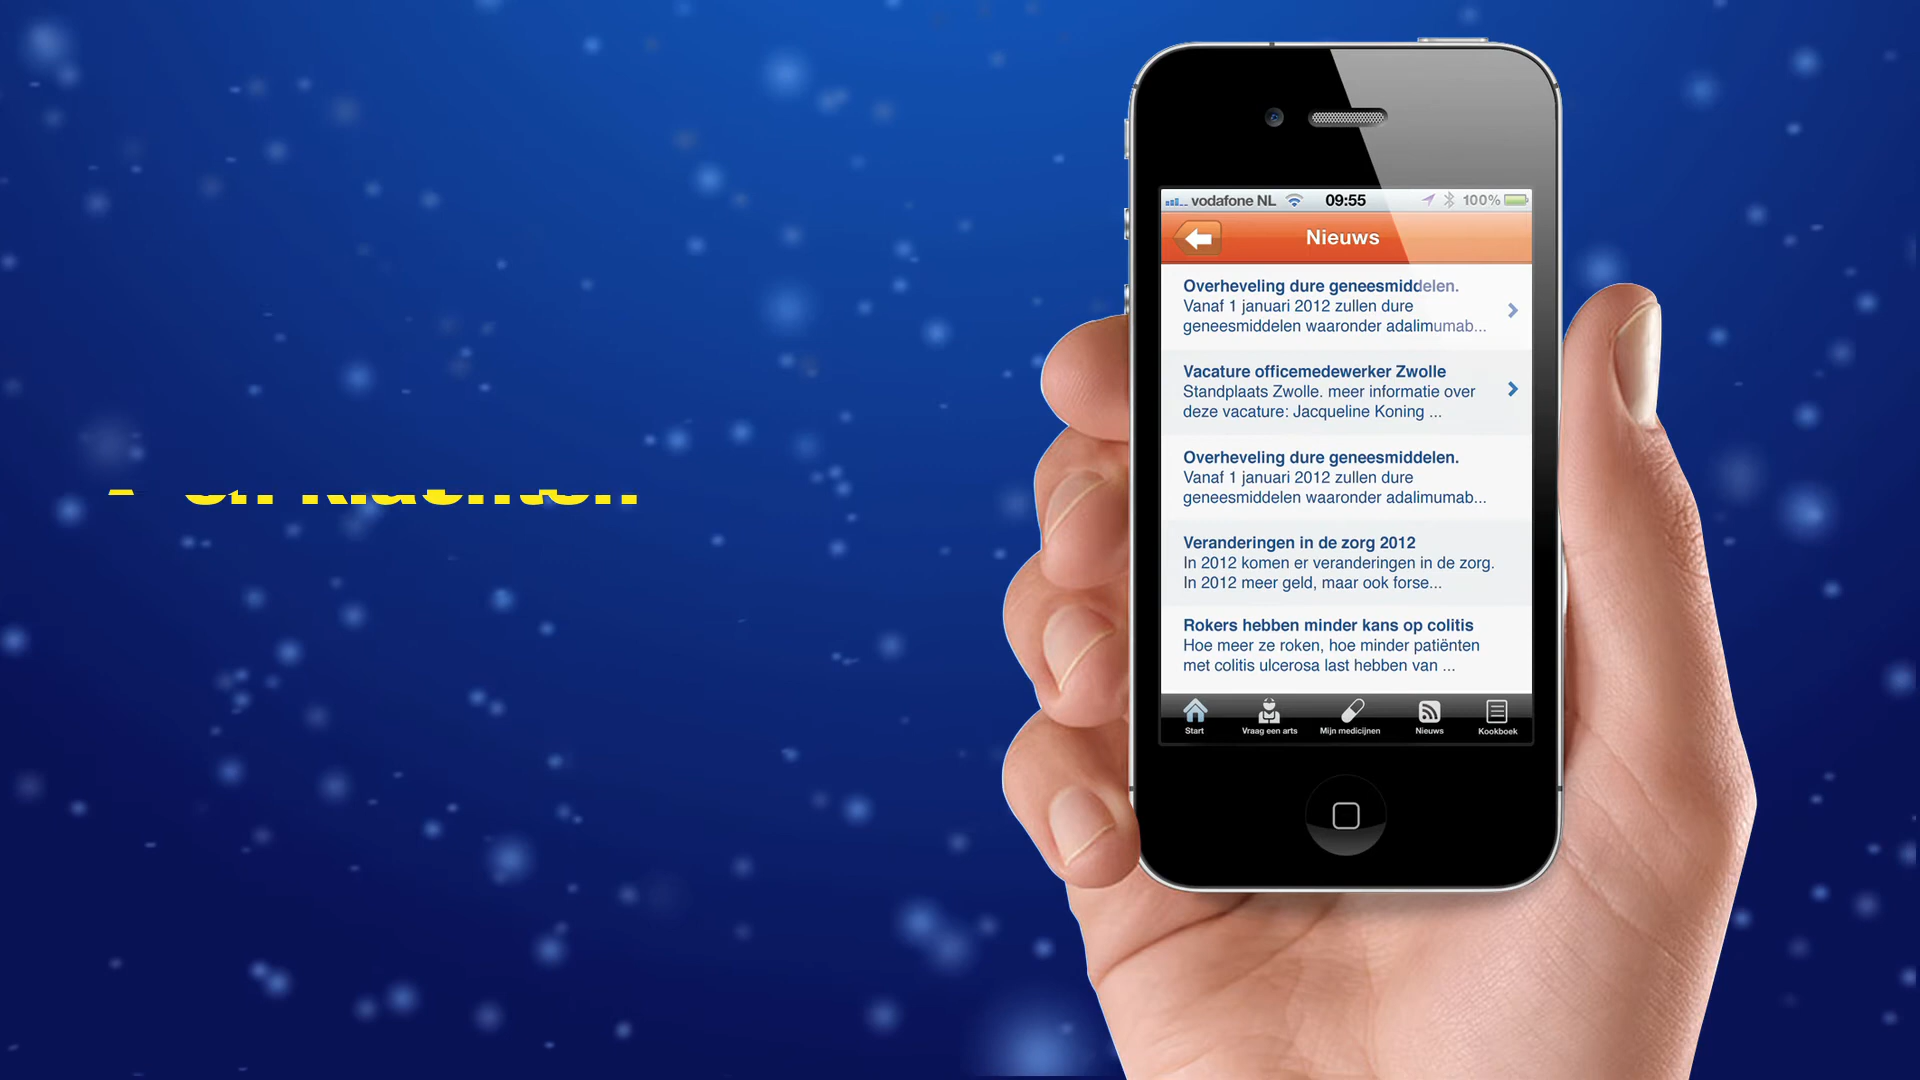 vodafone NL 09:55 100%
Nieuws
Overheveling dure geneesmiddelen.
Vanaf 1 januari 2012 zullen dure
geneesmiddelen waaronder adalimumab...
Vacature officemedewerker Zwolle
Standplaats Zwolle. meer informatie over
deze vacature: Jacqueline Koning ...
Overheveling dure geneesmiddelen.
Vanaf 1 januari 2012 zullen dure
geneesmiddelen waaronder adalimumab...
Veranderingen in de zorg 2012
In 2012 komen er veranderingen in de zorg.
In 2012 meer geld, maar ook forse...
Rokers hebben minder kans op colitis
Hoe meer ze roken, hoe minder patiënten
met colitis ulcerosa last hebben van ...
Start Vraag een arts Mijn medicijnen Nieuws Kookboek